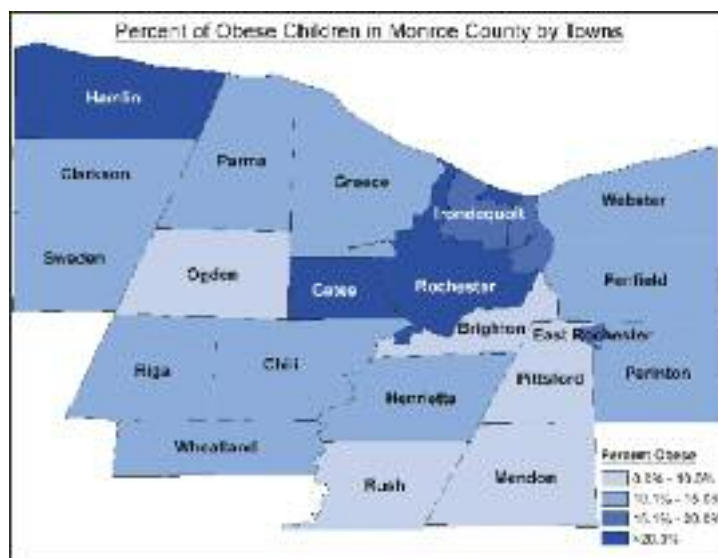 Percent of Obese Children in Monroe County by Towns
Hamlin
Clarkson
Parma
Greece
Irondequoit
Webster
Sweden
Ogden
Gates
Rochester
Penfield
Brighton
East Rochester
Riga
Chili
Henrietta
Pittsford
Perinton
Wheatland
Rush
Mendon
Percent Obese